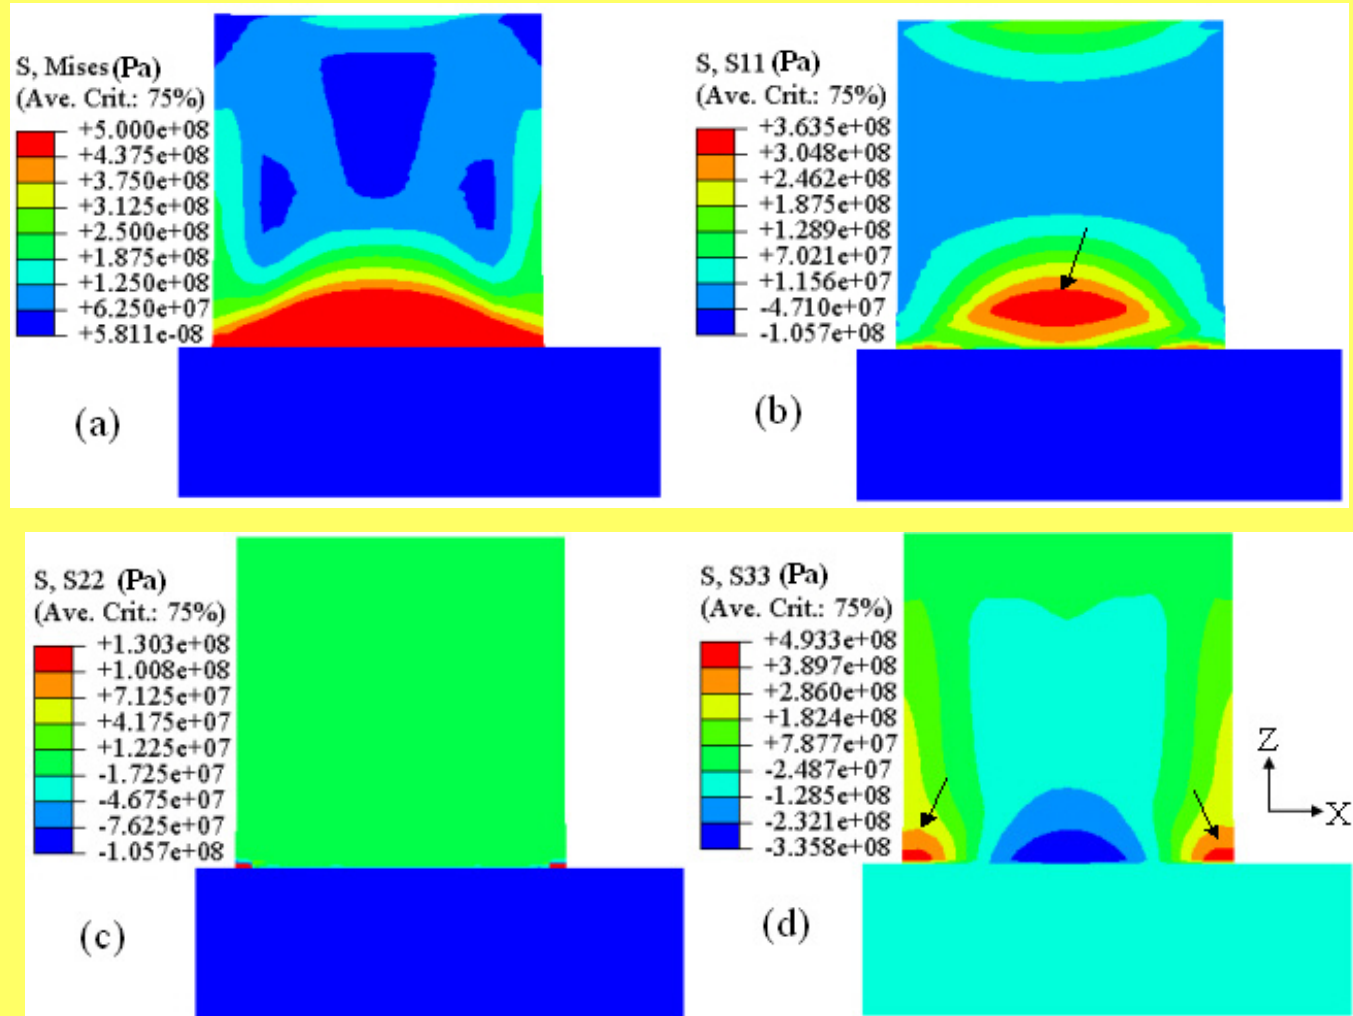 S, Mises (Pa)
(Ave. Crit.: 75%)
+5.000e+08
+4.375e+08
+3.750e+08
+3.125e+08
+2.500e+08
+1.875e+08
+1.250e+08
+6.250e+07
+5.811e-08
(a)
S, S11 (Pa)
(Ave. Crit.: 75%)
+3.635e+08
+3.048e+08
+2.462e+08
+1.875e+08
+1.289e+08
+7.021e+07
+1.156e+07
-4.710e+07
-1.057e+08
(b)
S, S22 (Pa)
(Ave. Crit.: 75%)
+1.303e+08
+1.008e+08
+7.125e+07
+4.175e+07
+1.225e+07
-1.725e+07
-4.675e+07
-7.625e+07
-1.057e+08
(c)
S, S33 (Pa)
(Ave. Crit.: 75%)
+4.933e+08
+3.897e+08
+2.860e+08
+1.824e+08
+7.877e+07
-2.487e+07
-1.285e+08
-2.321e+08
-3.358e+08
(d)
Z
X